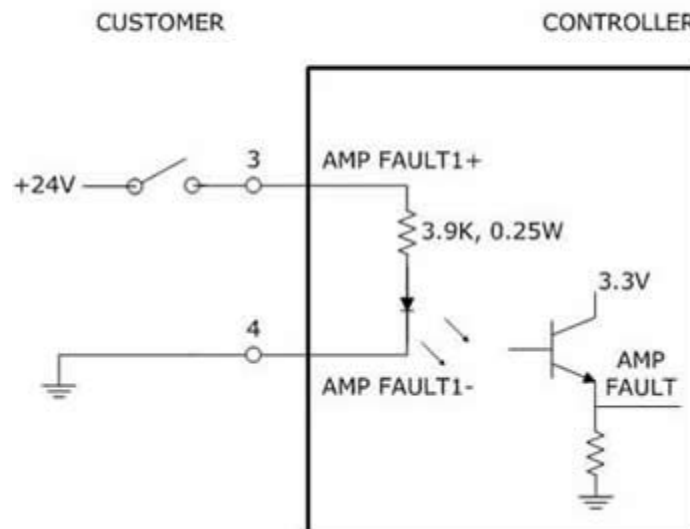 CUSTOMER
CONTROLLER
3
AMP FAULT1+
+24V
3.9K, 0.25W
3.3V
4
AMP
FAULT
AMP FAULT1-